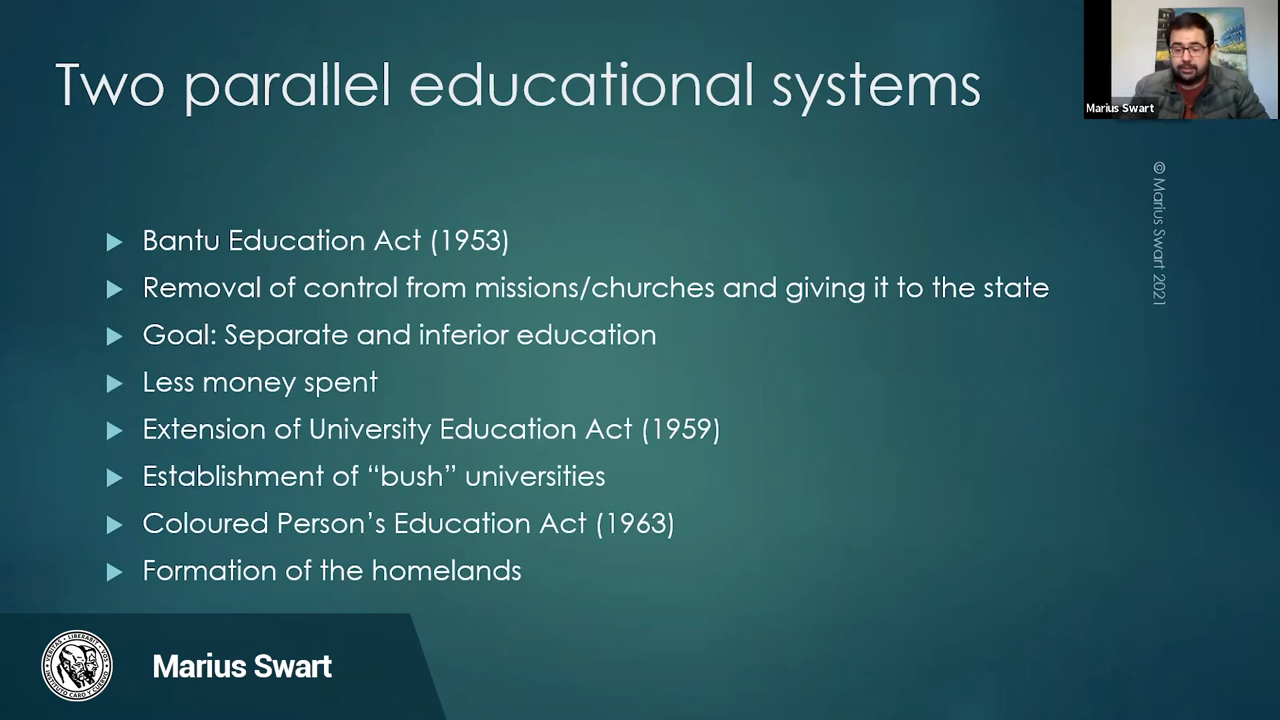 Two parallel educational systems
Marius Swart
© Marius Swart 2021
Bantu Education Act (1953)
Removal of control from missions/churches and giving it to the state
Goal: Separate and inferior education
Less money spent
Extension of University Education Act (1959)
Establishment of “bush” universities
Coloured Person’s Education Act (1963)
Formation of the homelands
Marius Swart